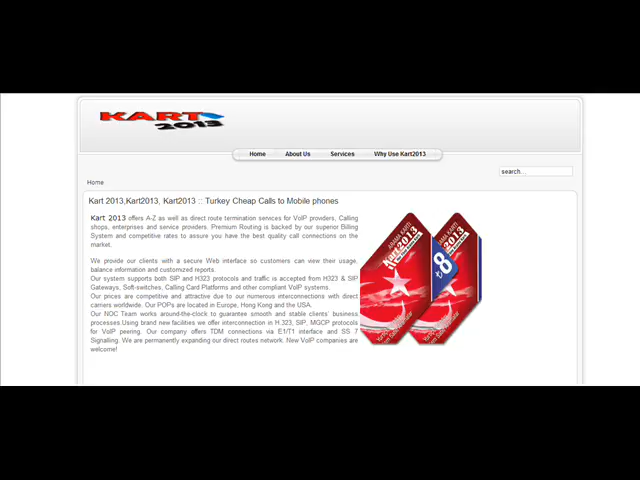 KART
2013
Home About Us Services Why Use Kart2013
search...
Home
Kart 2013,Kart2013, Kart2013 :: Turkey Cheap Calls to Mobile phones
Kart 2013 offers A-Z as well as direct route termination services for VoIP providers, Calling
shops, enterprises and service providers. Premium Routing is backed by our superior Billing
System and competitive rates to assure you have the best quality call connections on the
market.
We provide our clients with a secure Web interface so customers can view their usage,
balance information and customized reports.
Our system supports both SIP and H323 protocols and traffic is accepted from H323 & SIP
Gateways, Soft-switches, Calling Card Platforms and other compliant VoIP systems.
Our prices are competitive and attractive due to our numerous interconnections with direct
carriers worldwide. Our POPs are located in Europe, Hong Kong and the USA.
Our NOC Team works around-the-clock to guarantee smooth and stable clients' business
processes.Using brand new facilities we offer interconnection in H.323, SIP, MGCP protocols
for VoIP peering. Our company offers TDM connections via E1/T1 interface and SS 7
Signalling. We are permanently expanding our direct routes network. New VoIP companies are
welcome!
ARAMA KARTI
Kart2013
ARAMA KARTI
Kart2013
₺8